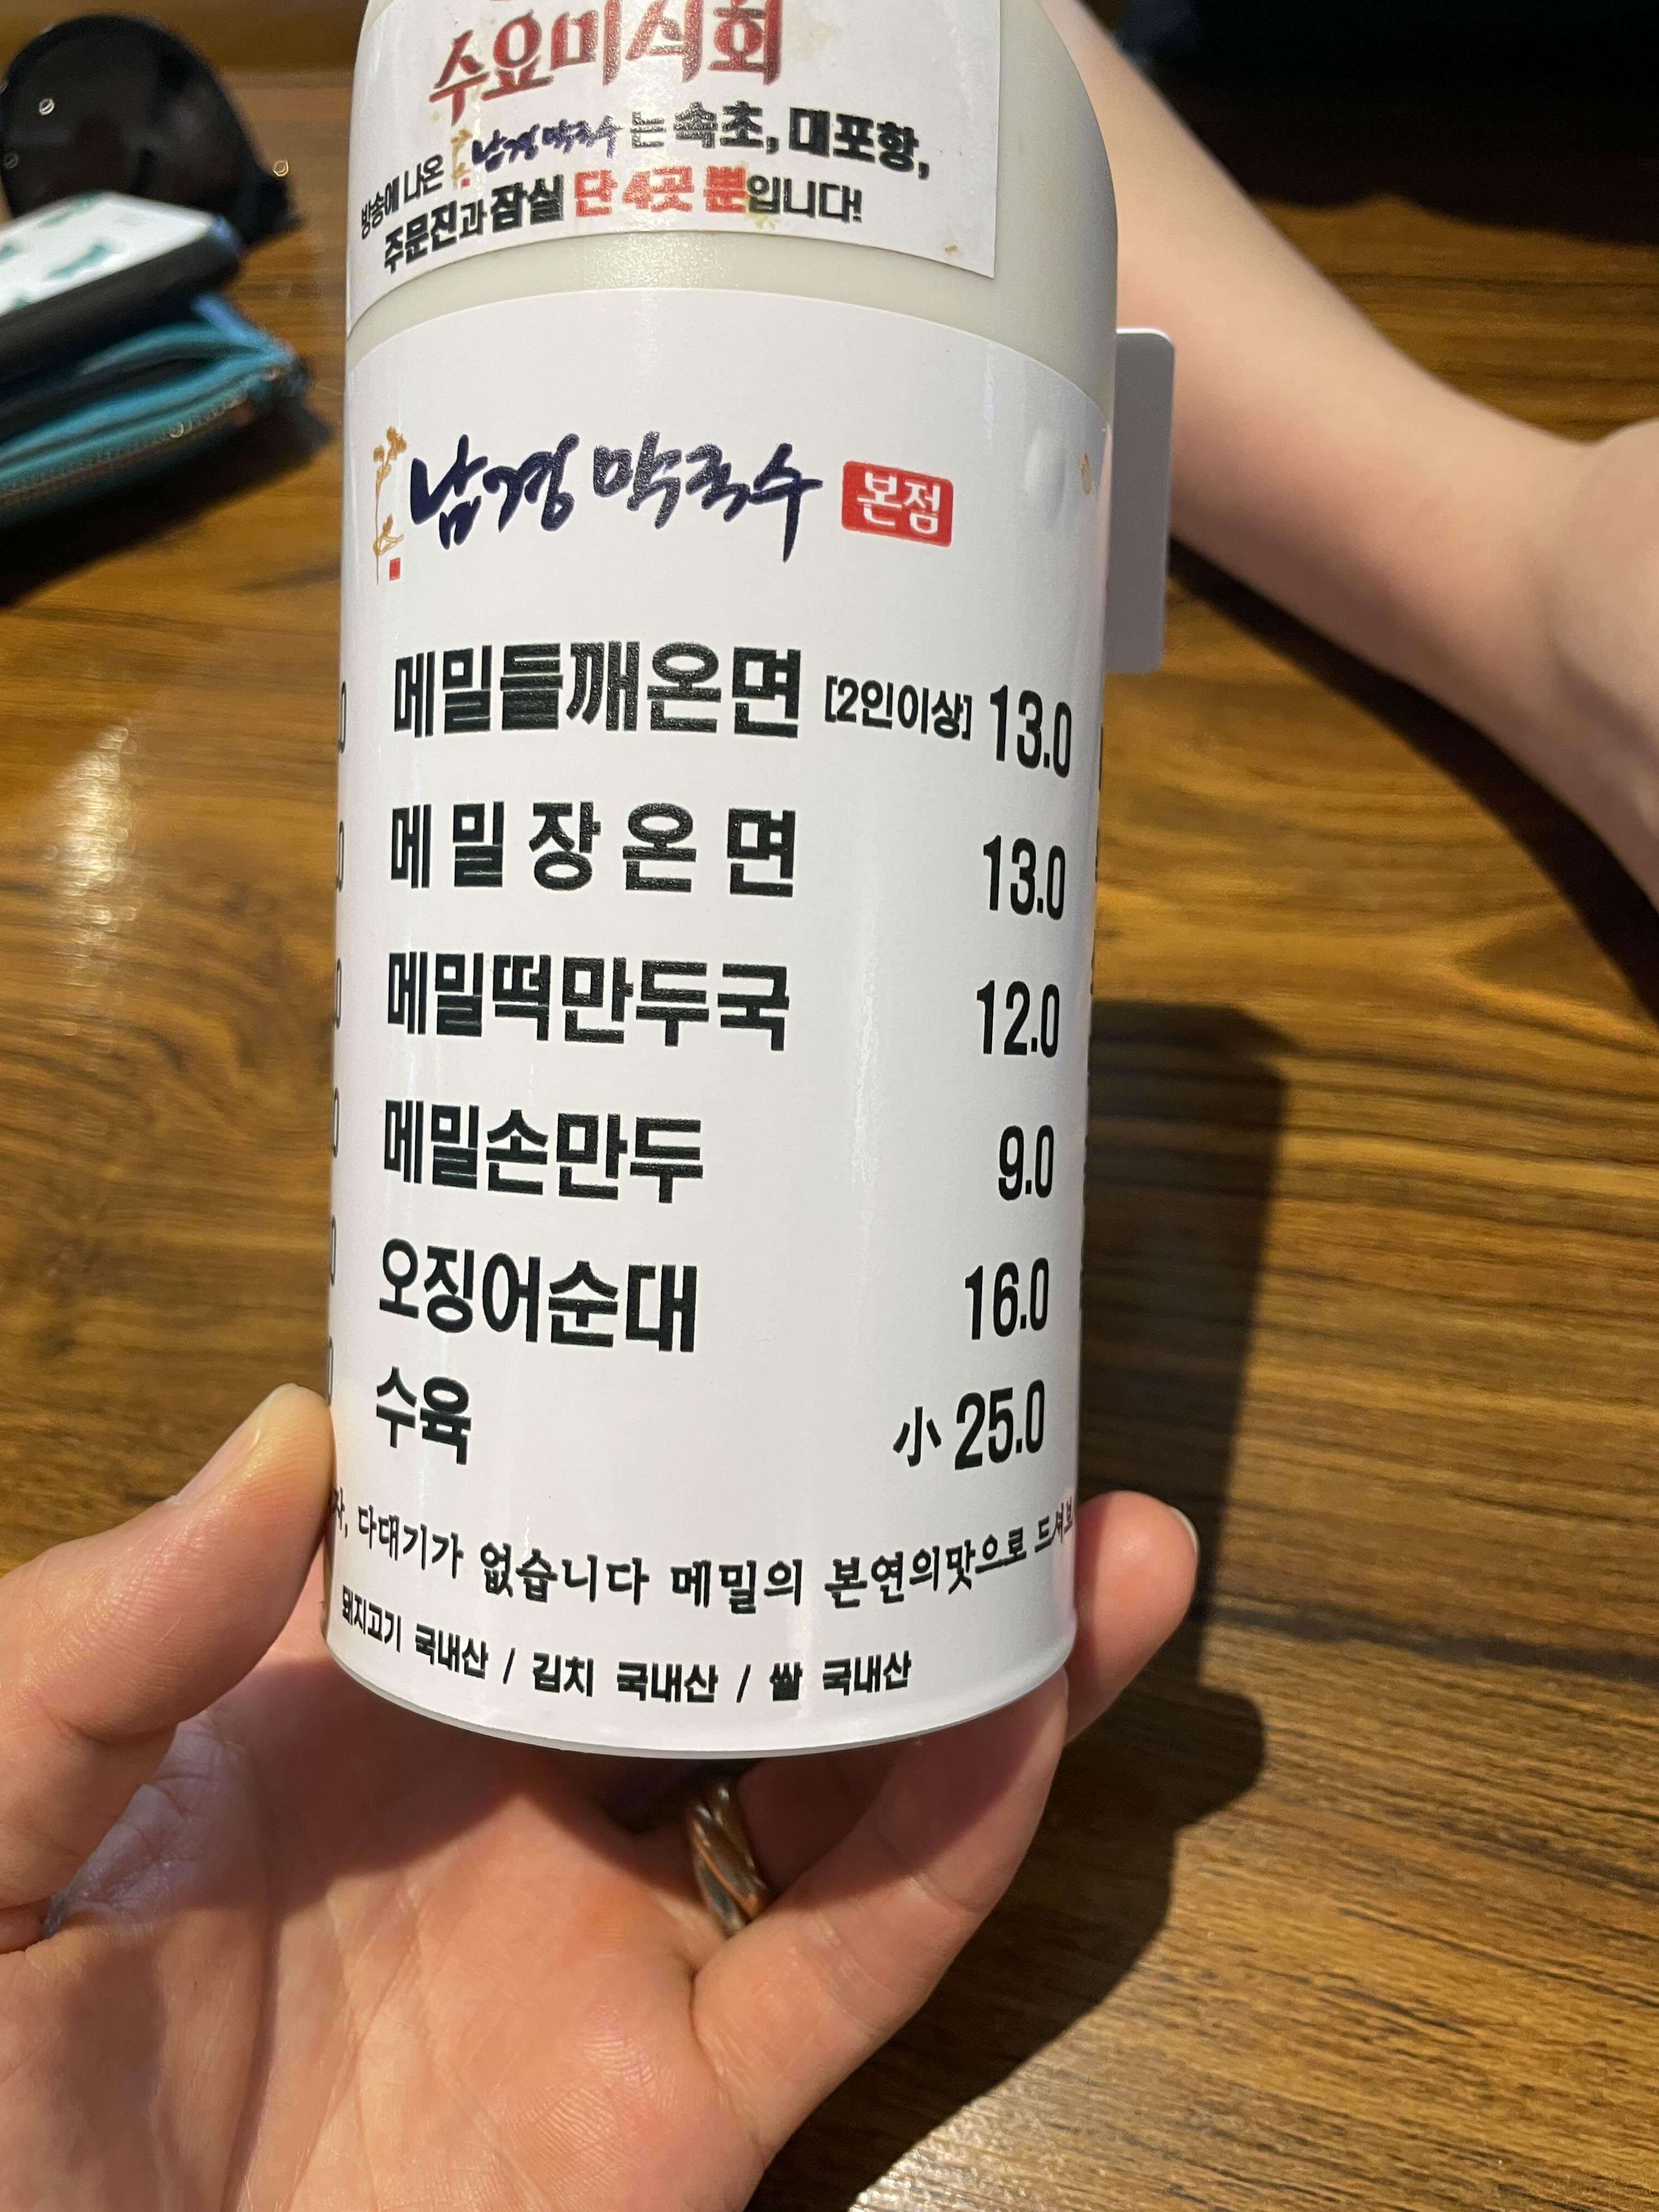 수요미식회
방송에 나온 남경막국수는 속초, 대포항,
주문진과 잠실 단 4곳 뿐입니다!
남경막국수 본점
메밀들깨온면 [2인이상] 13.0
메밀장온면 13.0
메밀떡만두국 12.0
메밀손만두 9.0
오징어순대 16.0
수육 小 25.0
다대기가 없습니다 메밀의 본연의맛으로
돼지고기 국내산 / 김치 국내산 / 쌀 국내산